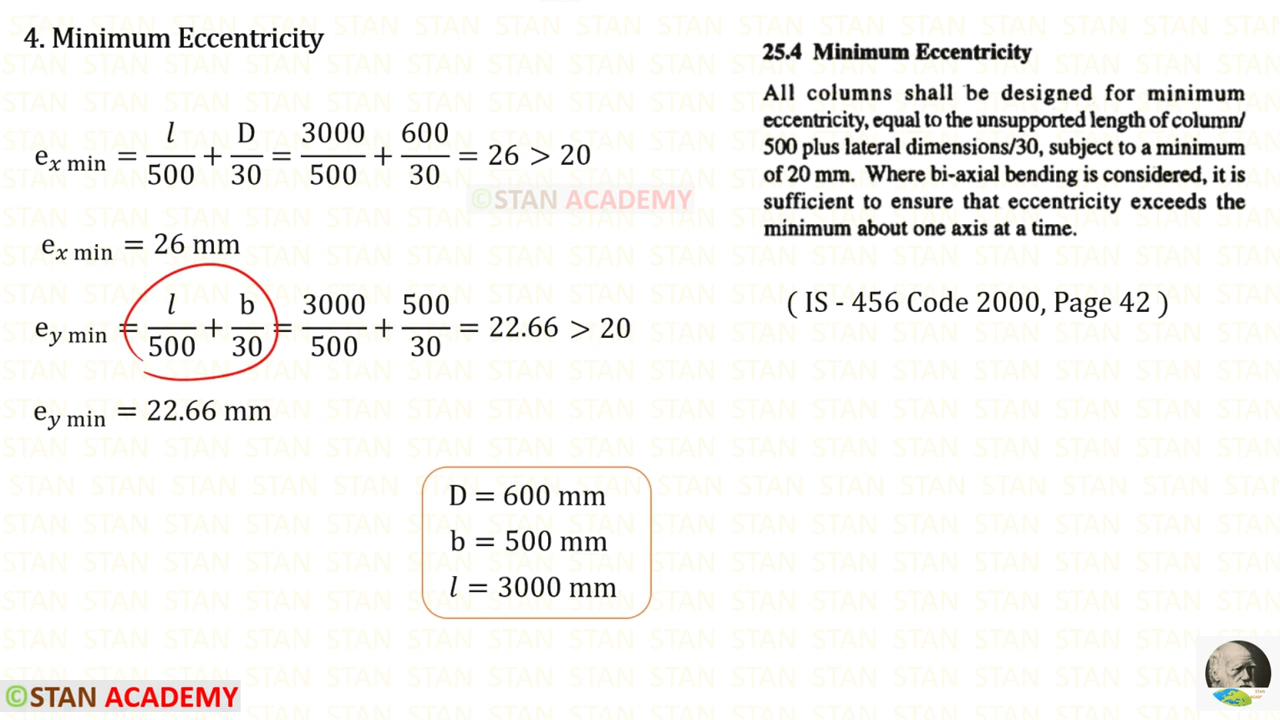 4. Minimum Eccentricity
e_x min = l/500 + D/30 = 3000/500 + 600/30 = 26 > 20
©STAN ACADEMY
e_x min = 26 mm
e_y min = l/500 + b/30 = 3000/500 + 500/30 = 22.66 > 20
e_y min = 22.66 mm
D = 600 mm
b = 500 mm
l = 3000 mm
25.4 Minimum Eccentricity
All columns shall be designed for minimum
eccentricity, equal to the unsupported length of column/
500 plus lateral dimensions/30, subject to a minimum
of 20 mm. Where bi-axial bending is considered, it is
sufficient to ensure that eccentricity exceeds the
minimum about one axis at a time.
( IS - 456 Code 2000, Page 42 )
©STAN ACADEMY